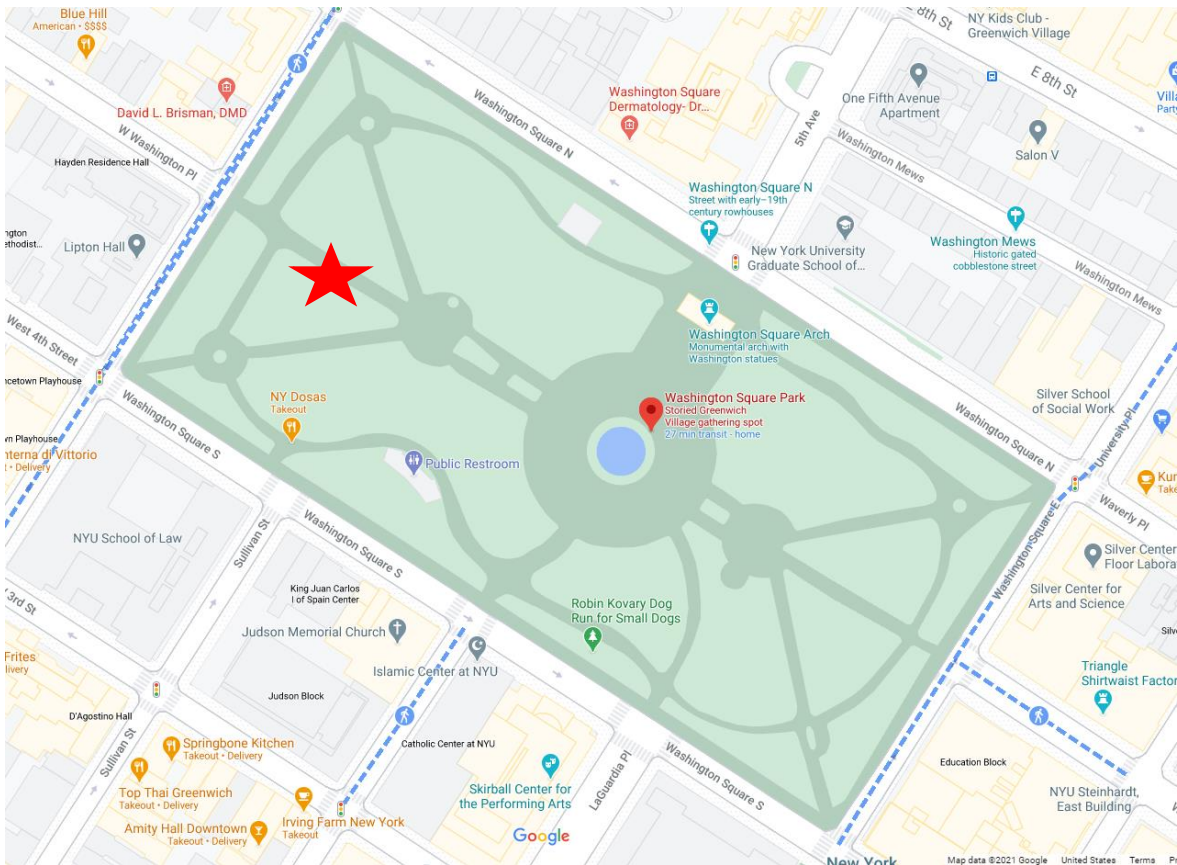 Blue Hill
American • $$$$
David L. Brisman, DMD
W Washington Pl
Hayden Residence Hall
Lipton Hall
West 4th Street
Washington Square N
Washington Square
Dermatology- Dr...
5th Ave
E 8th St
NY Kids Club -
Greenwich Village
E 8th St
One Fifth Avenue
Apartment
Salon V
Washington Mews
Washington Square N
Street with early–19th
century rowhouses
New York University
Graduate School of...
Washington Mews
Historic gated
cobblestone street
Washington Mews
Washington Square Arch
Monumental arch with
Washington statues
Washington Square Park
Storied Greenwich
Village gathering spot
27 min transit - home
Silver School
of Social Work
University Pl
Washington Square N
Washington Square E
Waverly Pl
NY Dosas
Takeout
Washington Square S
Public Restroom
NYU School of Law
Sullivan St
Washington Square S
King Juan Carlos
I of Spain Center
Judson Memorial Church
Islamic Center at NYU
Robin Kovary Dog
Run for Small Dogs
Silver Center
Floor
Silver Center for
Arts and Science
Triangle
Shirtwaist
Frites
Judson Block
D'Agostino Hall
Springbone Kitchen
Takeout • Delivery
Sullivan St
Top Thai Greenwich
Takeout • Delivery
Amity Hall Downtown
Takeout • Delivery
Irving Farm New York
Takeout
Catholic Center at NYU
Skirball Center for
the Performing Arts
LaGuardia Pl
Washington Square S
Education Block
NYU Steinhardt,
East Building
Google
New York
Map data ©2021 Google
United States
Terms